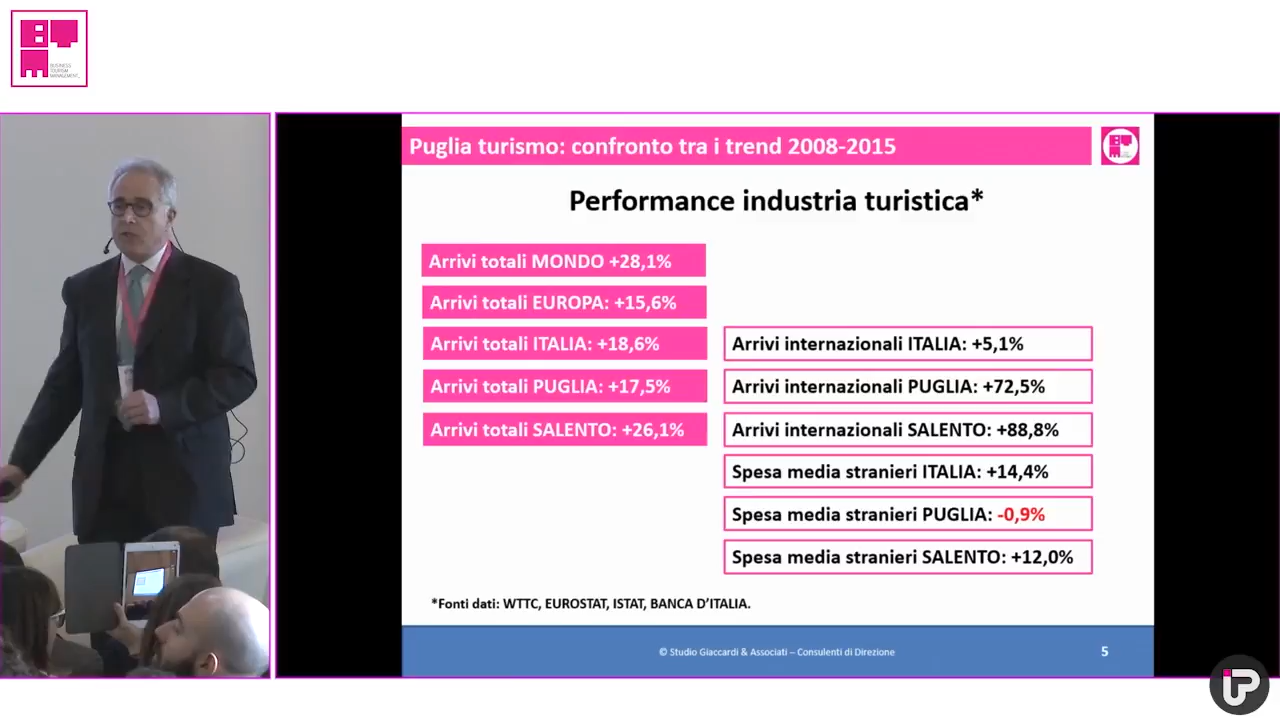 BUSINESS
TOURISM
MANAGEMENT
Puglia turismo: confronto tra i trend 2008-2015
Performance industria turistica*
Arrivi totali MONDO +28,1%
Arrivi totali EUROPA: +15,6%
Arrivi totali ITALIA: +18,6%
Arrivi internazionali ITALIA: +5,1%
Arrivi totali PUGLIA: +17,5%
Arrivi internazionali PUGLIA: +72,5%
Arrivi totali SALENTO: +26,1%
Arrivi internazionali SALENTO: +88,8%
Spesa media stranieri ITALIA: +14,4%
Spesa media stranieri PUGLIA: -0,9%
Spesa media stranieri SALENTO: +12,0%
*Fonti dati: WTTC, EUROSTAT, ISTAT, BANCA D'ITALIA.
© Studio Giaccardi & Associati – Consulenti di Direzione
5